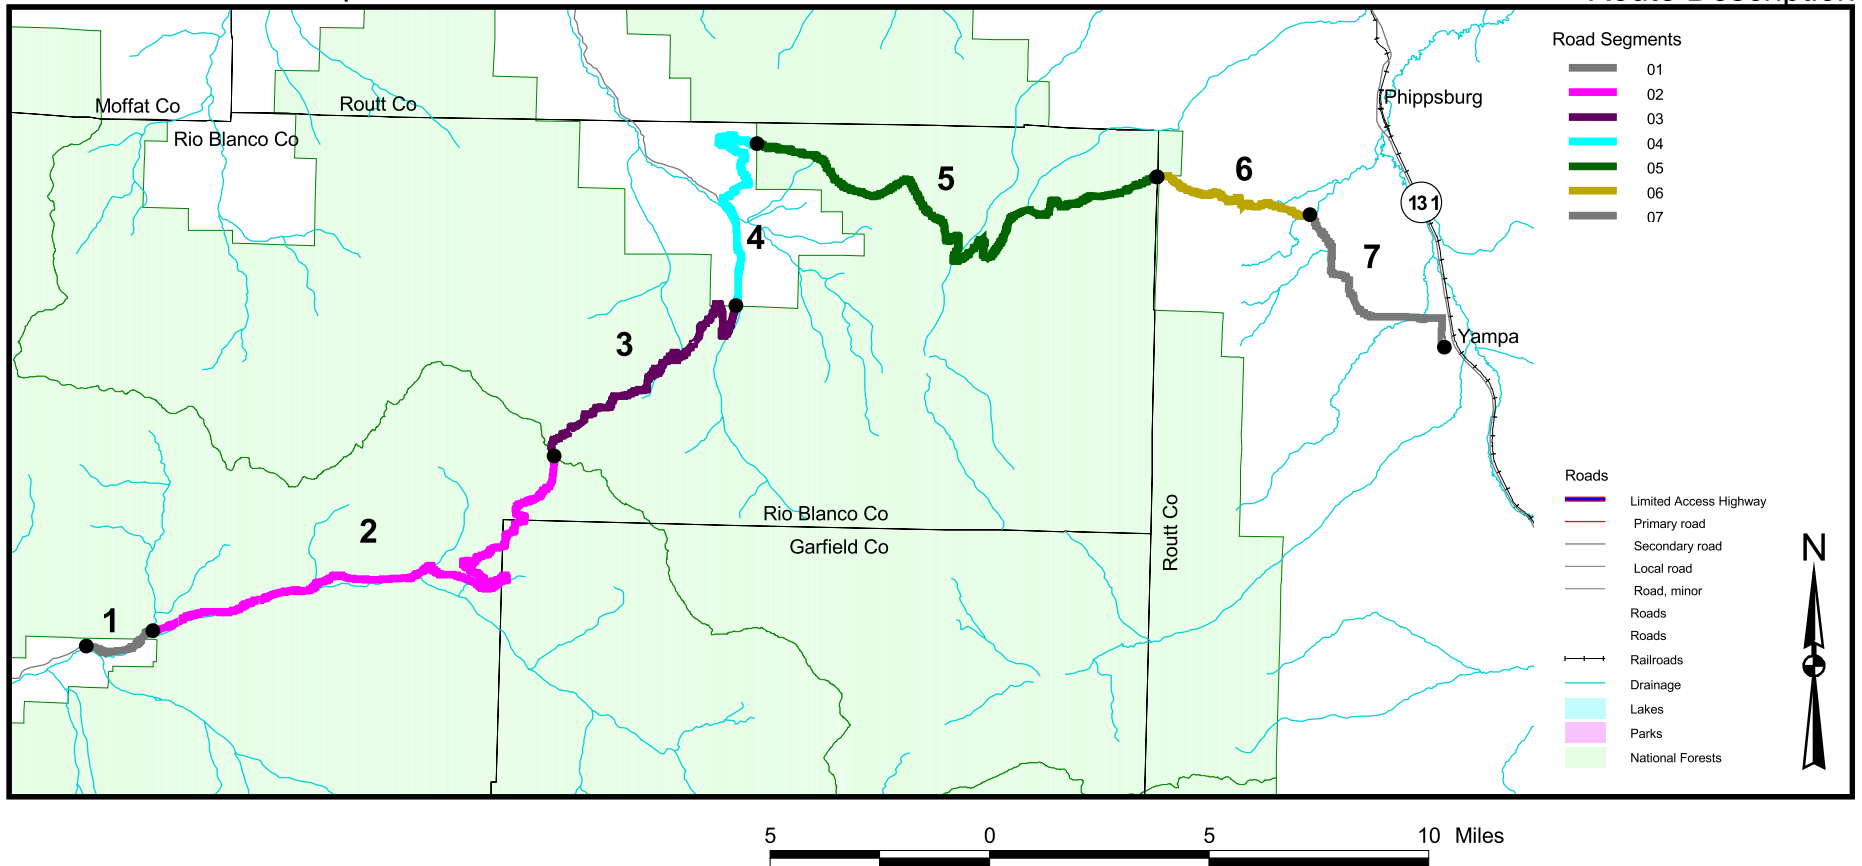 Route Description
Road Segments
01
02
03
04
05
06
07
Moffat Co
Routt Co
Rio Blanco Co
Phippsburg
131
Yampa
1
2
3
4
5
6
7
Rio Blanco Co
Garfield Co
Routt Co
Roads
Limited Access Highway
Primary road
Secondary road
Local road
Road, minor
Roads
Roads
Railroads
Drainage
Lakes
Parks
National Forests
N
5 0 5 10 Miles